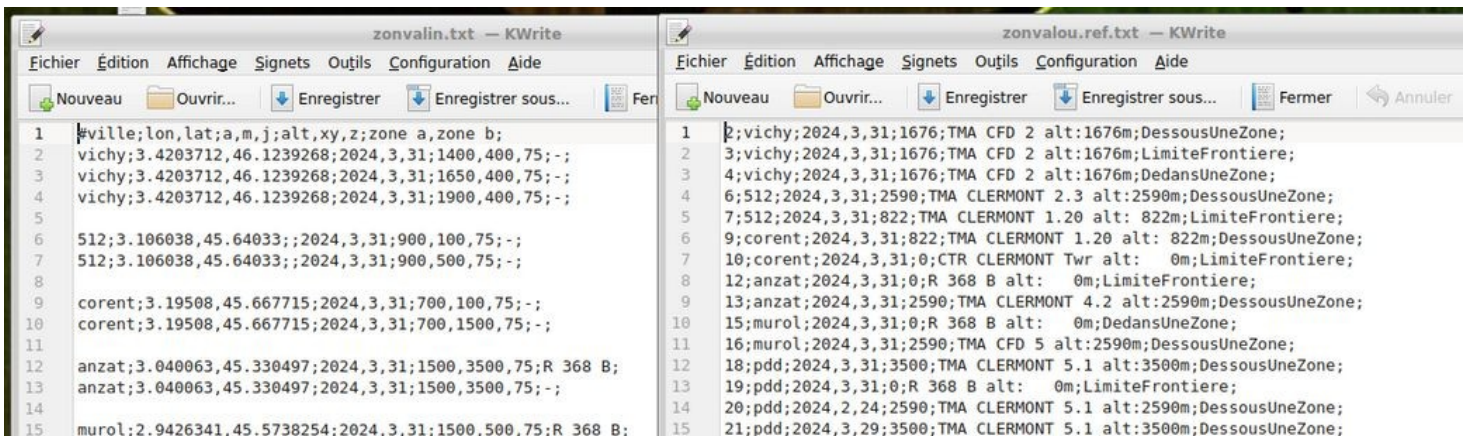 zonvalin.txt — KWrite
Fichier Édition Affichage Signets Outils Configuration Aide
Nouveau Ouvrir... Enregistrer Enregistrer sous... Fer
1 #ville;lon,lat;a,m,j;alt,xy,z;zone a,zone b;
2 vichy;3.4203712,46.1239268;2024,3,31;1400,400,75;-;
3 vichy;3.4203712,46.1239268;2024,3,31;1650,400,75;-;
4 vichy;3.4203712,46.1239268;2024,3,31;1900,400,75;-;
5
6 512;3.106038,45.64033;;2024,3,31;900,100,75;-;
7 512;3.106038,45.64033;;2024,3,31;900,500,75;-;
8
9 corent;3.19508,45.667715;2024,3,31;700,100,75;-;
10 corent;3.19508,45.667715;2024,3,31;700,1500,75;-;
11
12 anzat;3.040063,45.330497;2024,3,31;1500,3500,75;R 368 B;
13 anzat;3.040063,45.330497;2024,3,31;1500,3500,75;-;
14
15 murol;2.9426341,45.5738254;2024,3,31;1500,500,75;R 368 B;
zonvalou.ref.txt — KWrite
Fichier Édition Affichage Signets Outils Configuration Aide
Nouveau Ouvrir... Enregistrer Enregistrer sous... Fermer Annuler
1 2;vichy;2024,3,31;1676;TMA CFD 2 alt:1676m;DessousUneZone;
2 3;vichy;2024,3,31;1676;TMA CFD 2 alt:1676m;LimiteFrontiere;
3 4;vichy;2024,3,31;1676;TMA CFD 2 alt:1676m;DedansUneZone;
4 6;512;2024,3,31;2590;TMA CLERMONT 2.3 alt:2590m;DessousUneZone;
5 7;512;2024,3,31;822;TMA CLERMONT 1.20 alt: 822m;LimiteFrontiere;
6 9;corent;2024,3,31;822;TMA CLERMONT 1.20 alt: 822m;DessousUneZone;
7 10;corent;2024,3,31;0;CTR CLERMONT Twr alt:   0m;LimiteFrontiere;
8 12;anzat;2024,3,31;0;R 368 B alt:   0m;LimiteFrontiere;
9 13;anzat;2024,3,31;2590;TMA CLERMONT 4.2 alt:2590m;DessousUneZone;
10 15;murol;2024,3,31;0;R 368 B alt:   0m;DedansUneZone;
11 16;murol;2024,3,31;2590;TMA CFD 5 alt:2590m;DessousUneZone;
12 18;pdd;2024,3,31;3500;TMA CLERMONT 5.1 alt:3500m;DessousUneZone;
13 19;pdd;2024,3,31;0;R 368 B alt:   0m;LimiteFrontiere;
14 20;pdd;2024,2,24;2590;TMA CLERMONT 5.1 alt:2590m;DessousUneZone;
15 21;pdd;2024,3,29;3500;TMA CLERMONT 5.1 alt:3500m;DessousUneZone;